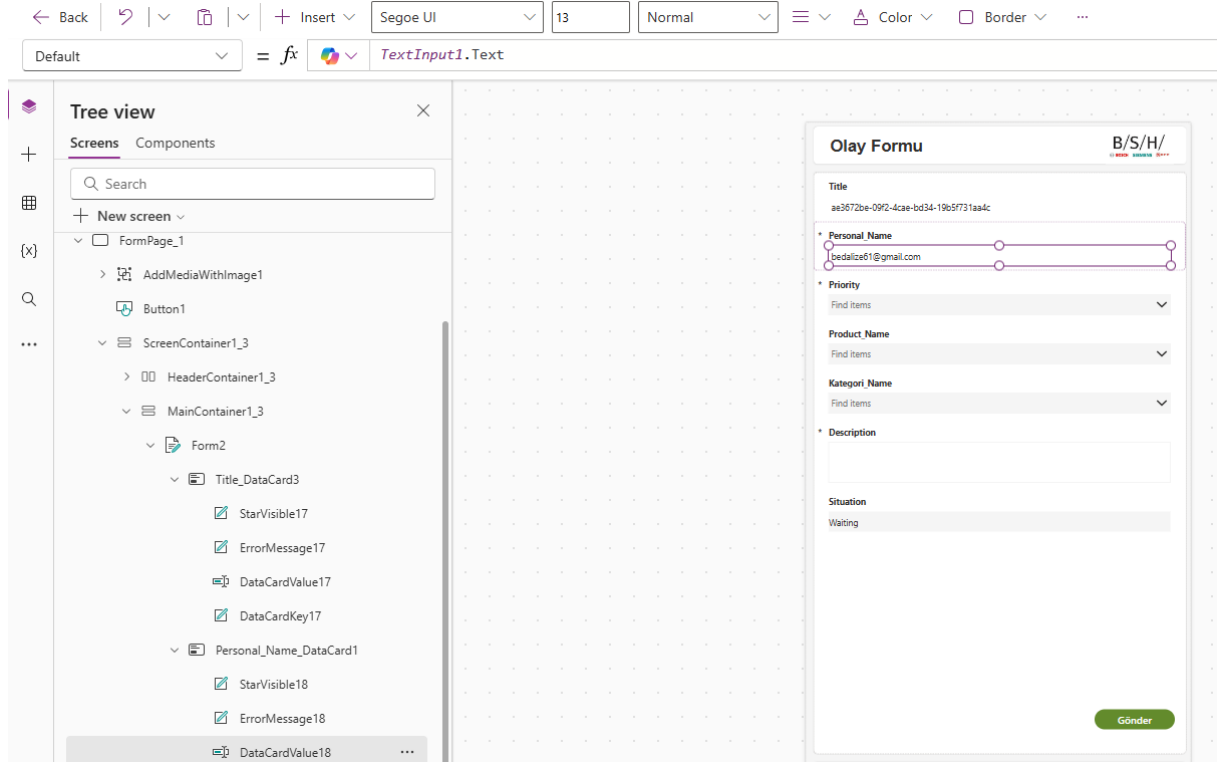 Back Insert Segoe UI 13 Normal Color Border ...
Default = fx TextInput1.Text
Tree view
Screens Components
Search
New screen
FormPage_1
AddMediaWithImage1
Button1
ScreenContainer1_3
HeaderContainer1_3
MainContainer1_3
Form2
Title_DataCard3
StarVisible17
ErrorMessage17
DataCardValue17
DataCardKey17
Personal_Name_DataCard1
StarVisible18
ErrorMessage18
DataCardValue18 ...
Olay Formu B/S/H/
BOSCH SIEMENS
Title
ae3672be-09f2-4cae-bd34-19b5f731aa4c
* Personal_Name
bedalize61@gmail.com
* Priority
Find items
Product_Name
Find items
Kategori_Name
Find items
* Description
Situation
Waiting
Gönder